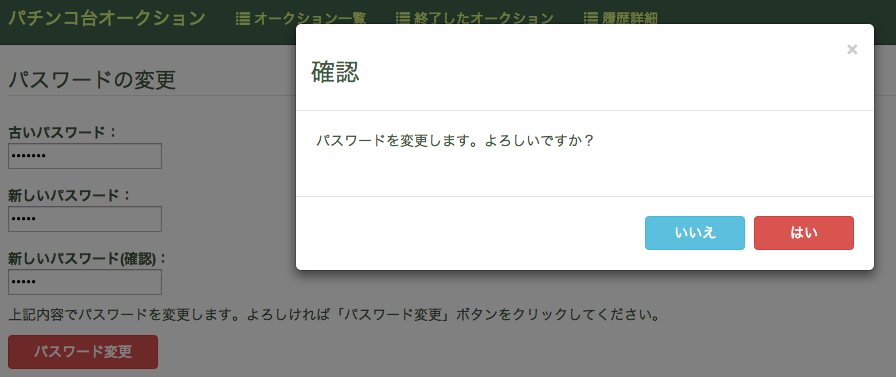 パチンコ台オークション オークション一覧 終了したオークション 履歴詳細
パスワードの変更
古いパスワード：
•••••••
新しいパスワード：
•••••
新しいパスワード(確認)：
•••••
上記内容でパスワードを変更します。よろしければ「パスワード変更」ボタンをクリックしてください。
パスワード変更
×
確認
パスワードを変更します。よろしいですか？
いいえ はい